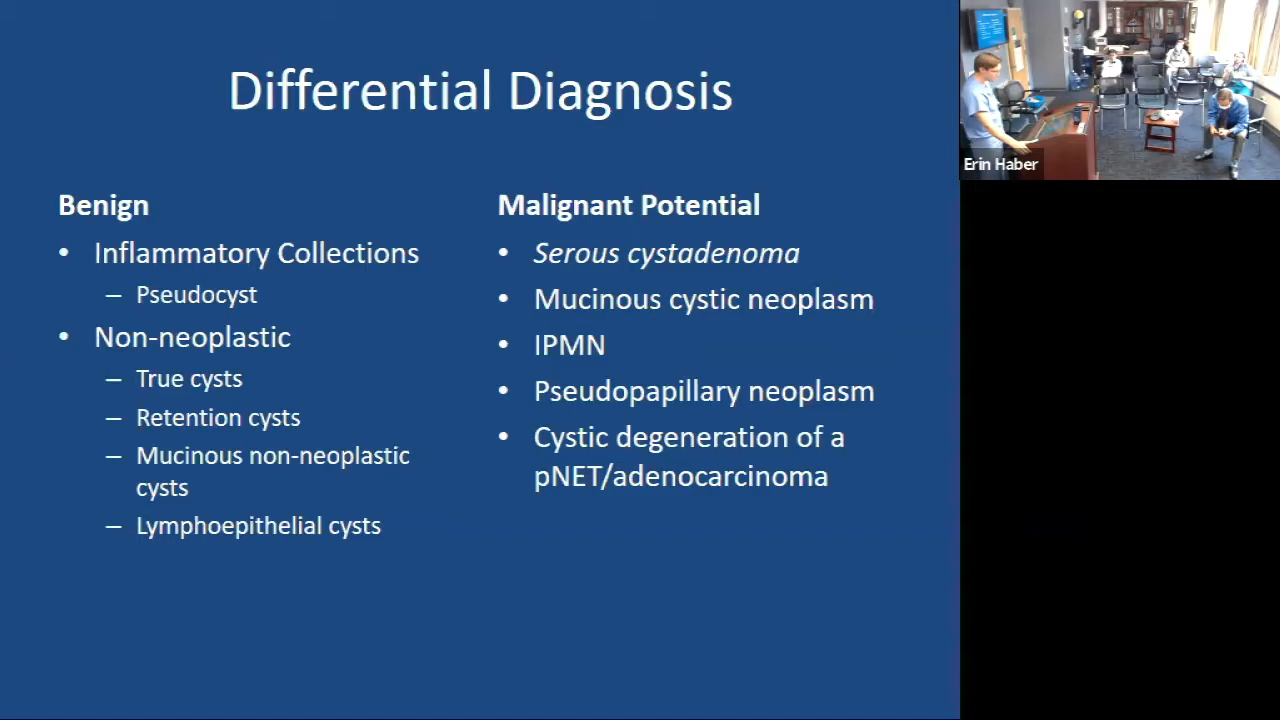 Differential Diagnosis
Benign
• Inflammatory Collections
– Pseudocyst
• Non-neoplastic
– True cysts
– Retention cysts
– Mucinous non-neoplastic
cysts
– Lymphoepithelial cysts
Malignant Potential
• Serous cystadenoma
• Mucinous cystic neoplasm
• IPMN
• Pseudopapillary neoplasm
• Cystic degeneration of a
pNET/adenocarcinoma
Erin Haber